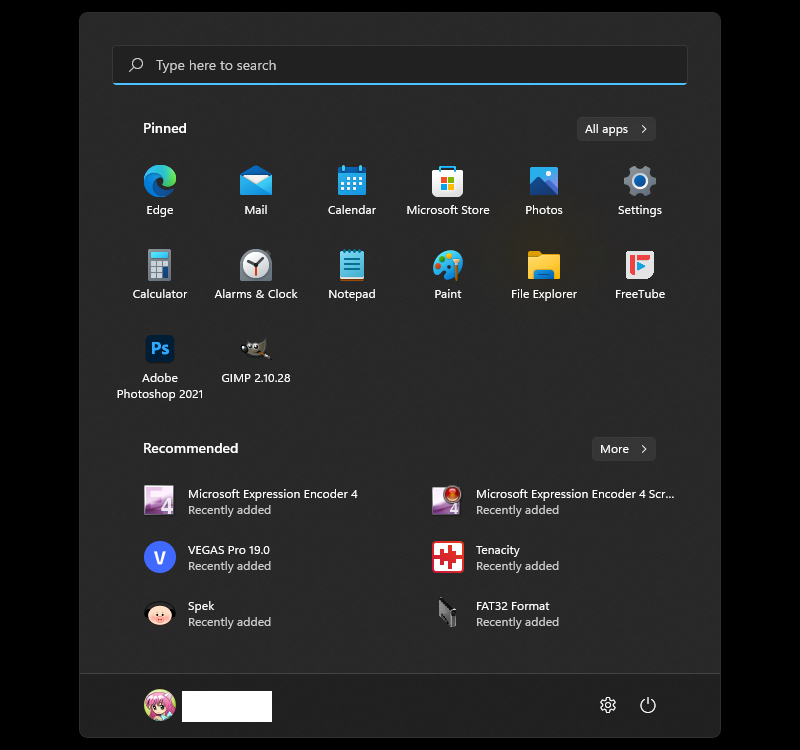 Type here to search
Pinned
All apps
Edge
Mail
Calendar
Microsoft Store
Photos
Settings
Calculator
Alarms & Clock
Notepad
Paint
File Explorer
FreeTube
Ps
Adobe
Photoshop 2021
GIMP 2.10.28
Recommended
More
4
Microsoft Expression Encoder 4
Recently added
4
Microsoft Expression Encoder 4 Scr...
Recently added
V
VEGAS Pro 19.0
Recently added
Tenacity
Recently added
Spek
Recently added
FAT32 Format
Recently added